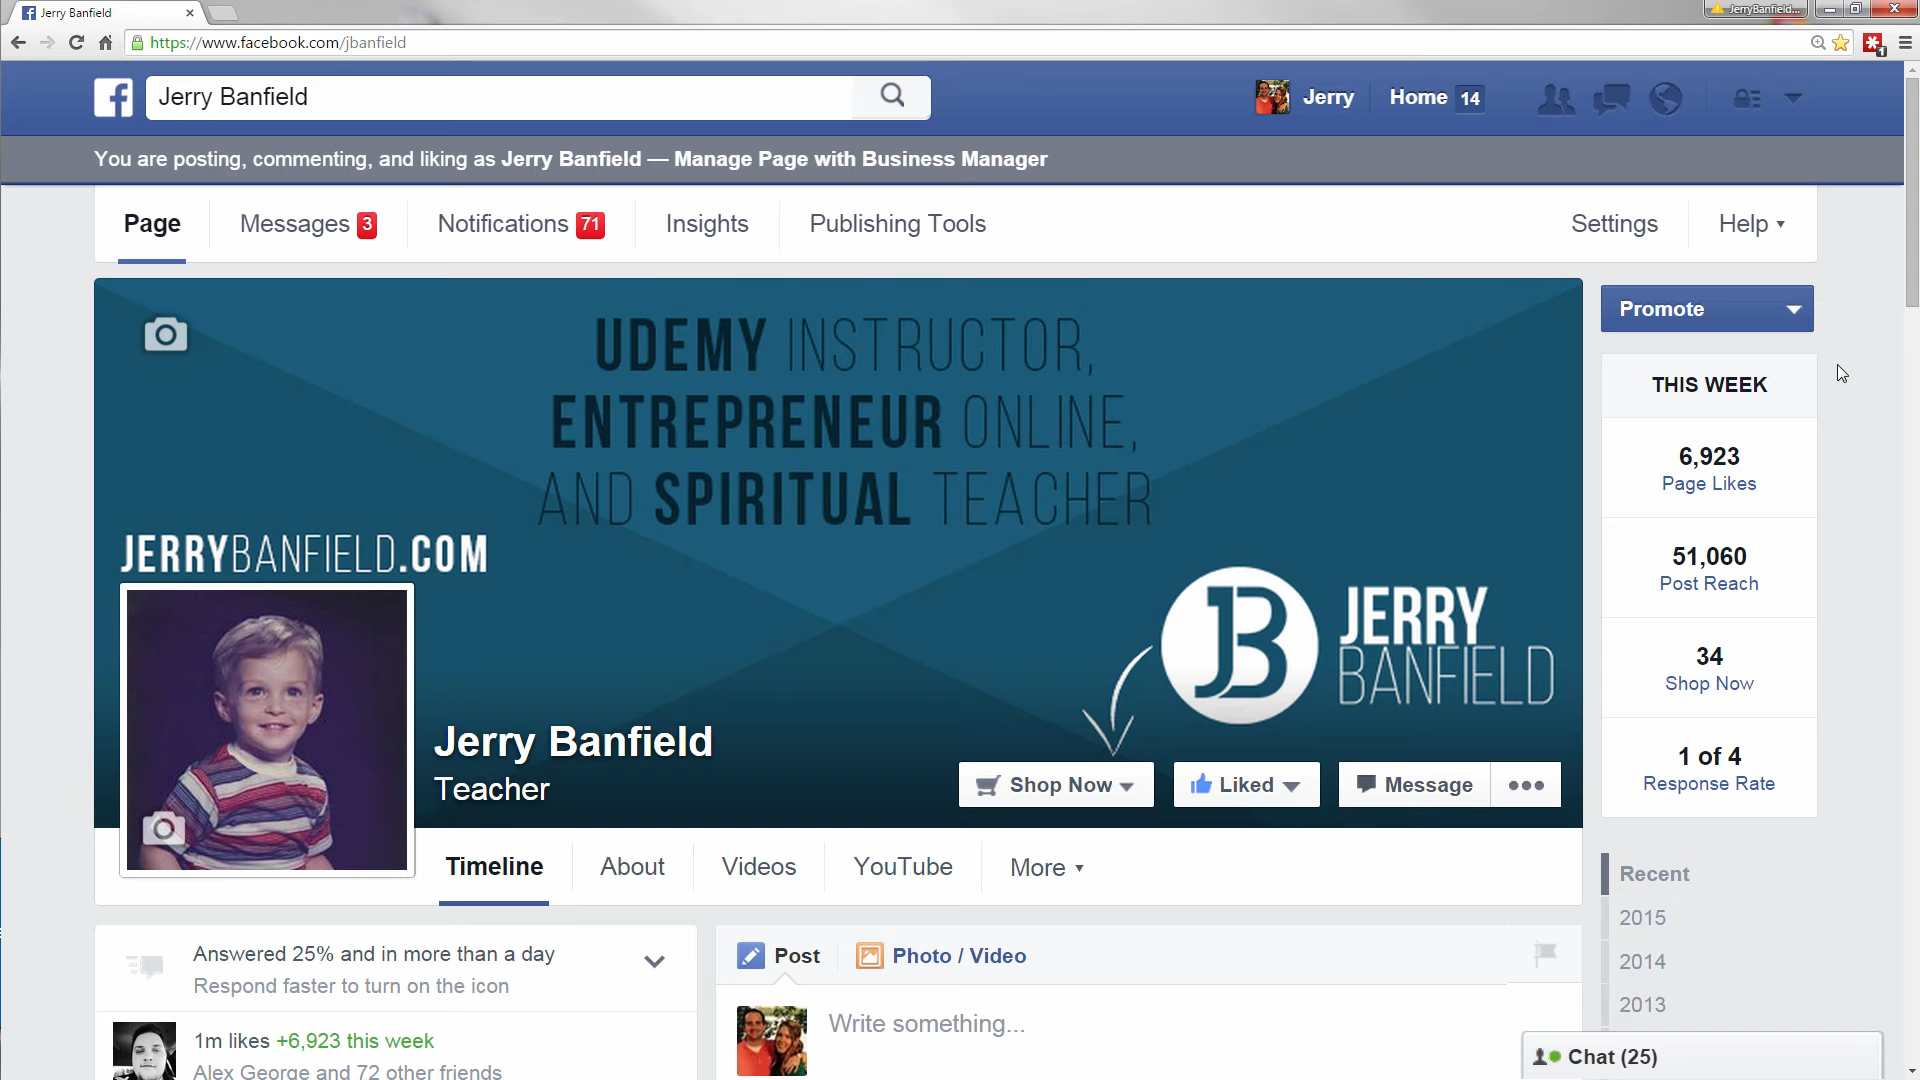 Jerry Banfield
JerryBanfield...
https://www.facebook.com/jbanfield
1
Jerry Banfield
Jerry
Home 14
You are posting, commenting, and liking as Jerry Banfield — Manage Page with Business Manager
Page
Messages 3
Notifications 71
Insights
Publishing Tools
Settings
Help
UDEMY INSTRUCTOR,
ENTREPRENEUR ONLINE,
AND SPIRITUAL TEACHER
JERRYBANFIELD.COM
JB
JERRY
BANFIELD
Jerry Banfield
Teacher
Shop Now
Liked
Message
Promote
THIS WEEK
6,923
Page Likes
51,060
Post Reach
34
Shop Now
1 of 4
Response Rate
Timeline
About
Videos
YouTube
More
Recent
2015
2014
2013
Answered 25% and in more than a day
Respond faster to turn on the icon
1m likes +6,923 this week
Alex George and 72 other friends
Post
Photo / Video
Write something...
Chat (25)